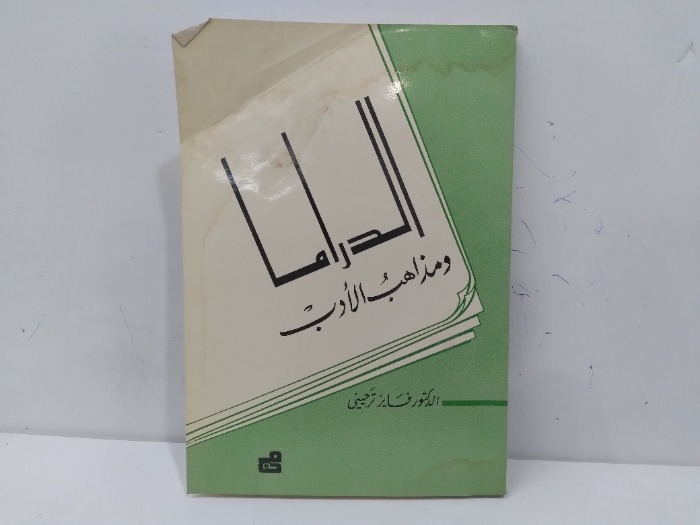 الدراما
ومذاهبُ الأدبْ
الدكتور فايز ترحيني